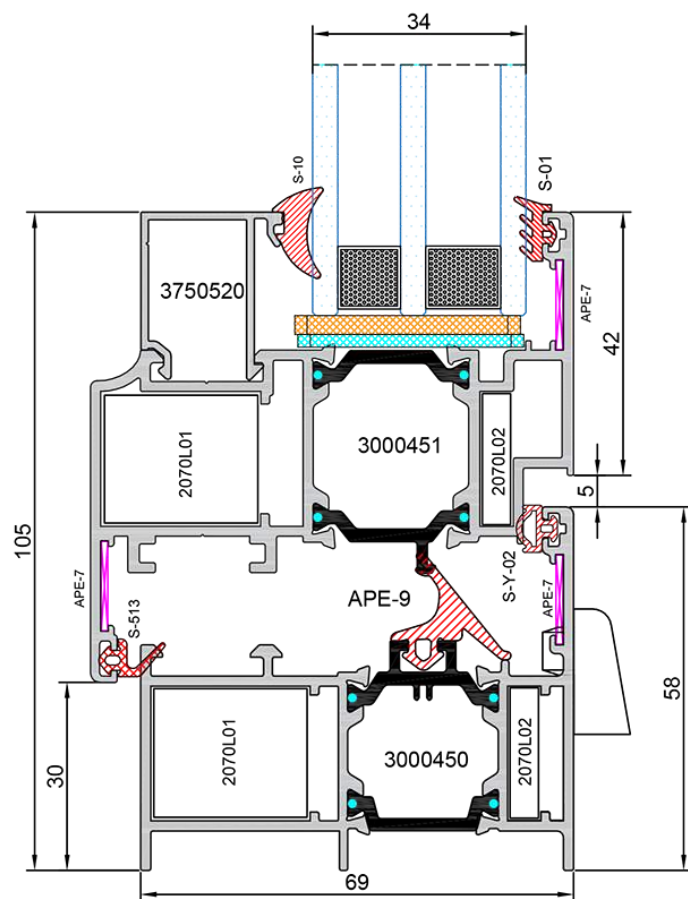 34
S-10
S-01
3750520
APE-7
42
2070L01
3000451
2070L02
5
105
APE-7
S-513
APE-9
S-Y-02
APE-7
58
30
2070L01
3000450
2070L02
69